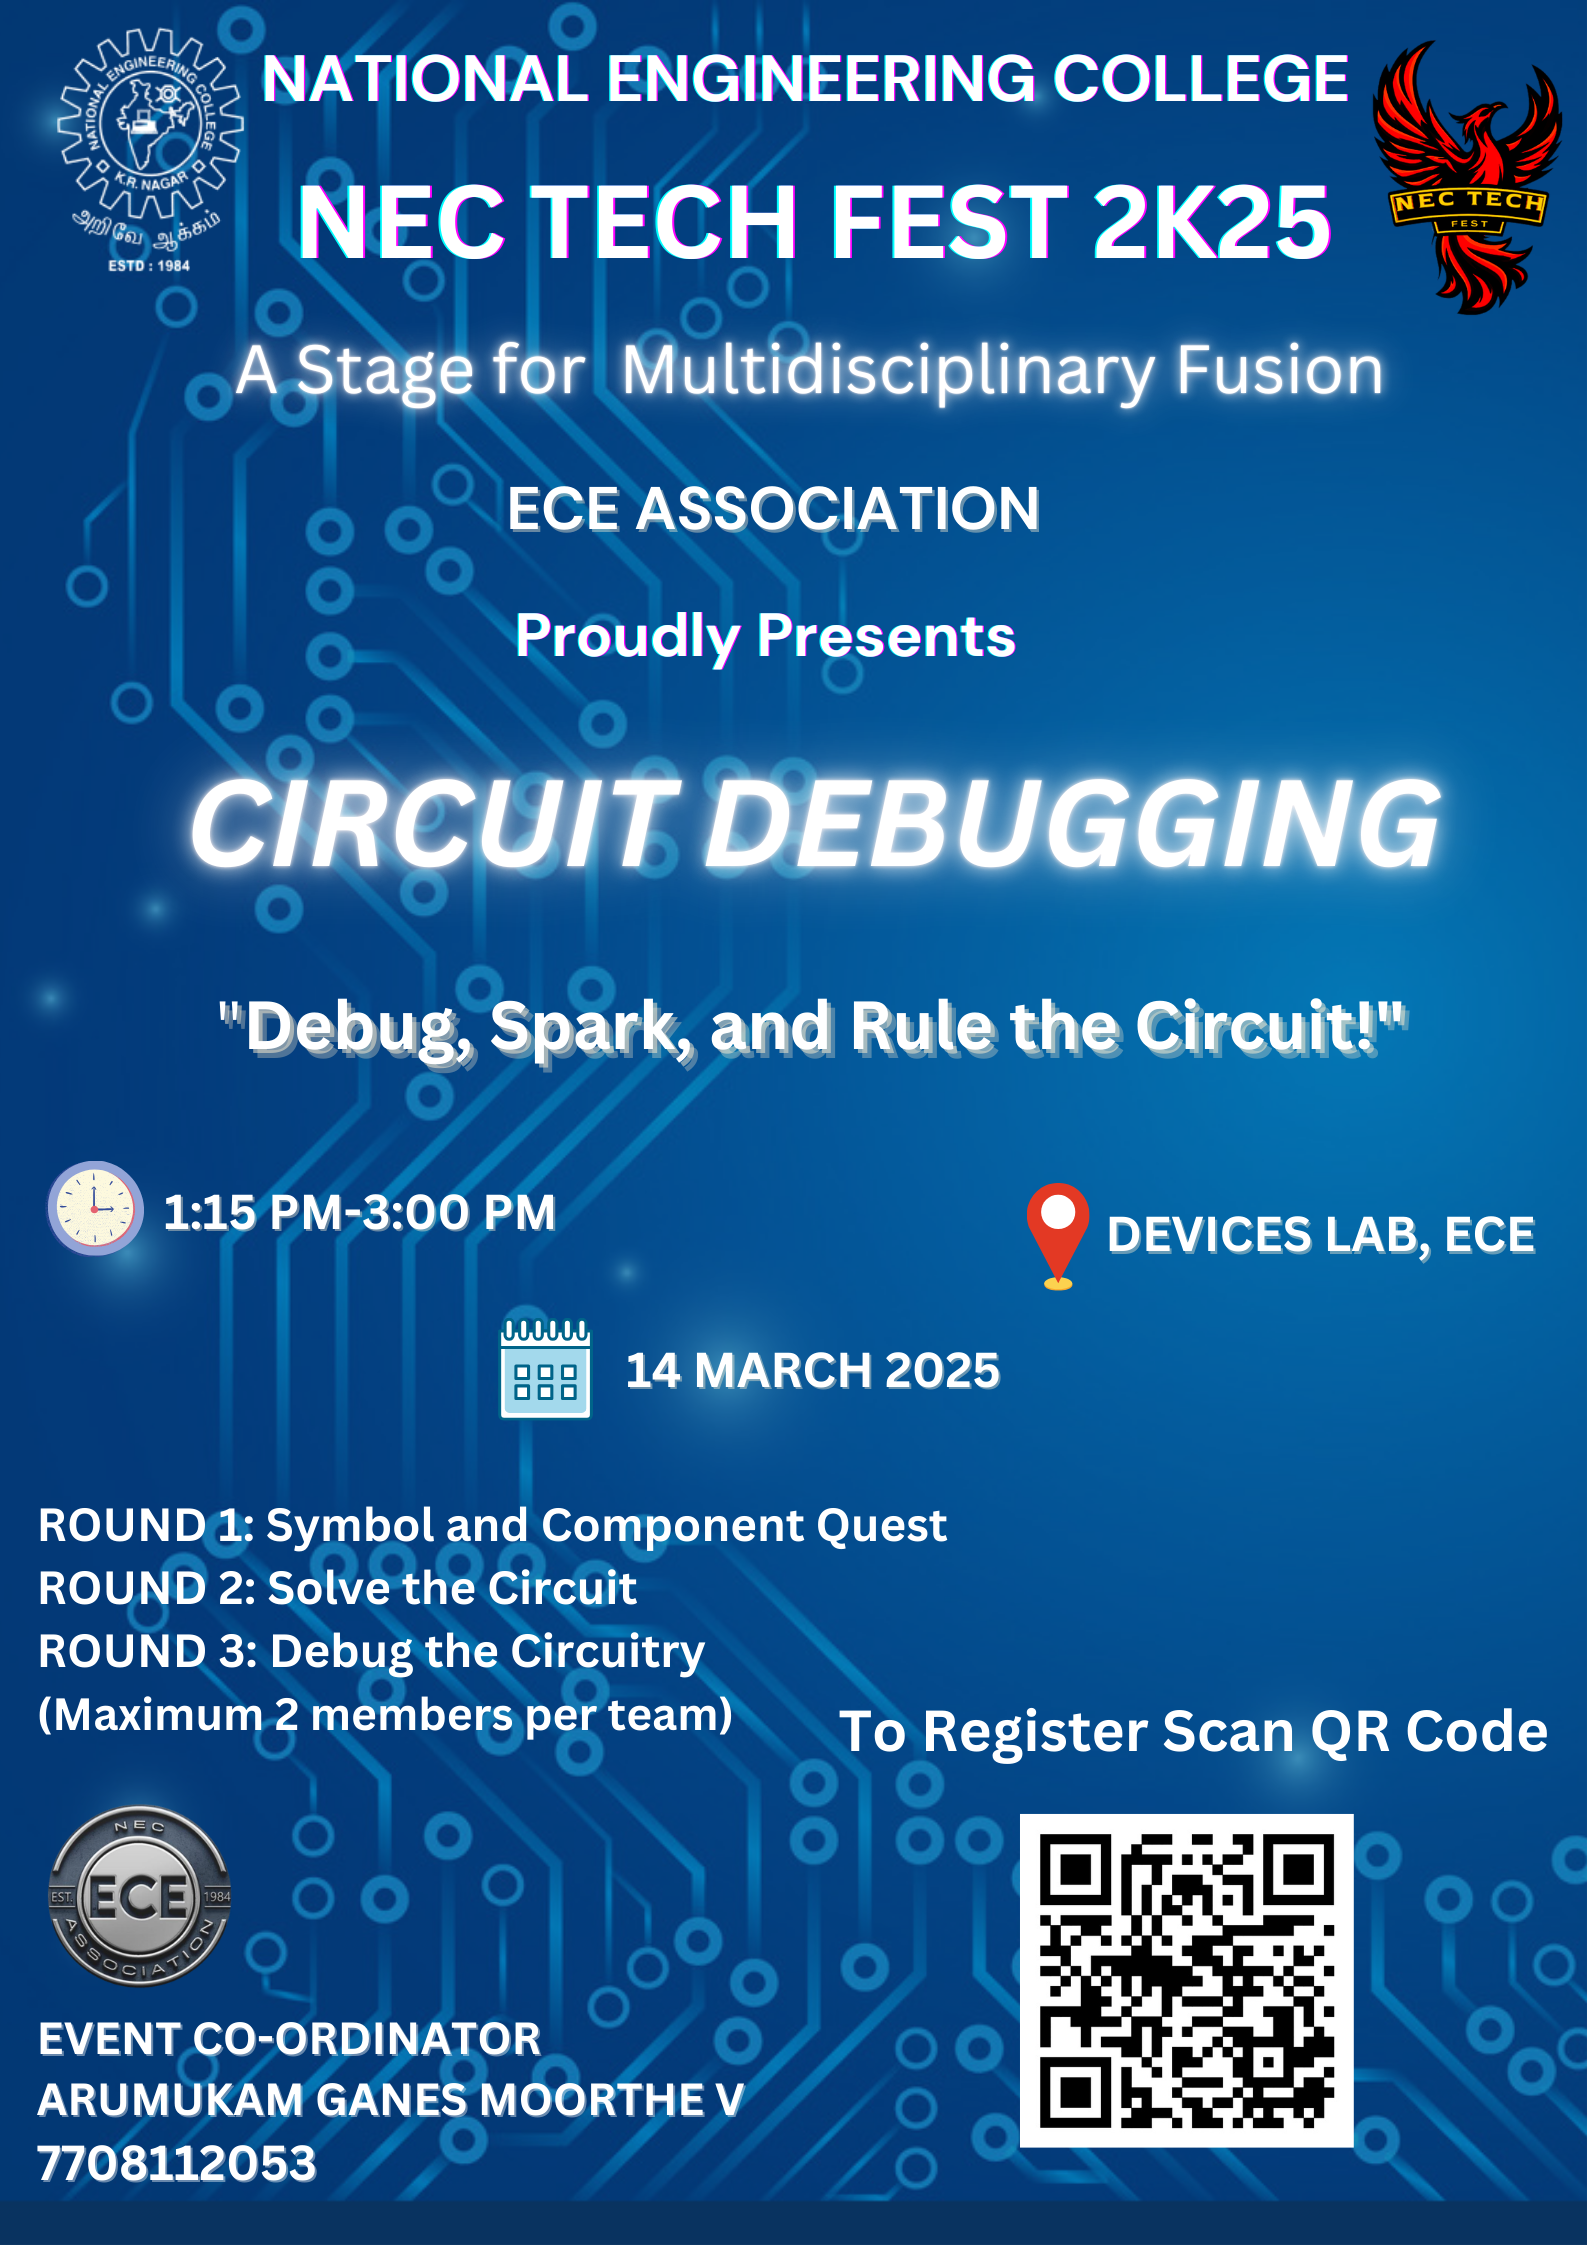 NATIONAL ENGINEERING COLLEGE
K.R. NAGAR
அறிவே ஆக்கம்
ESTD : 1984
NATIONAL ENGINEERING COLLEGE
NEC TECH FEST 2K25
NEC TECH
FEST
A Stage for Multidisciplinary Fusion
ECE ASSOCIATION
Proudly Presents
CIRCUIT DEBUGGING
"Debug, Spark, and Rule the Circuit!"
1:15 PM-3:00 PM
DEVICES LAB, ECE
14 MARCH 2025
ROUND 1: Symbol and Component Quest
ROUND 2: Solve the Circuit
ROUND 3: Debug the Circuitry
(Maximum 2 members per team)
To Register Scan QR Code
NEC
EST. ECE 1984
ASSOCIATION
EVENT CO-ORDINATOR
ARUMUKAM GANES MOORTHE V
7708112053